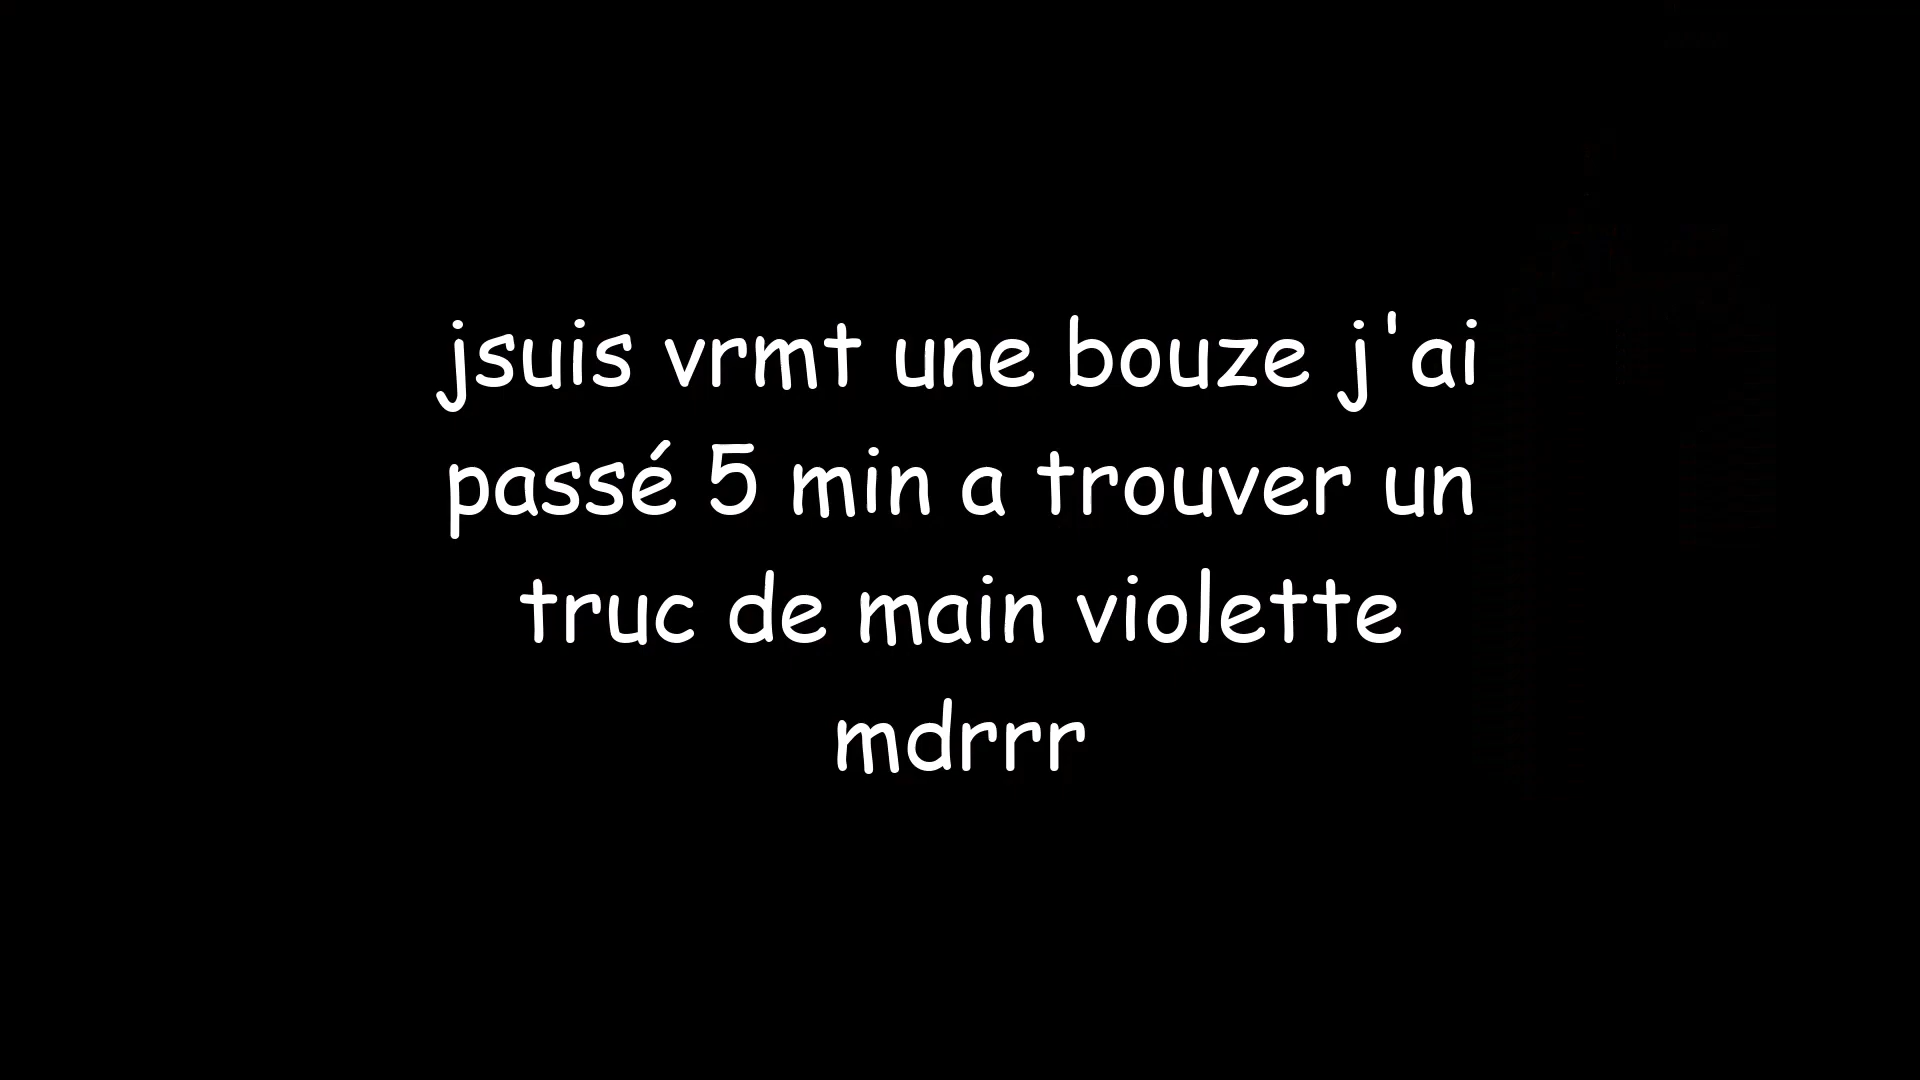 jsuis vrmt une bouze j'ai
passé 5 min a trouver un
truc de main violette
mdrrr